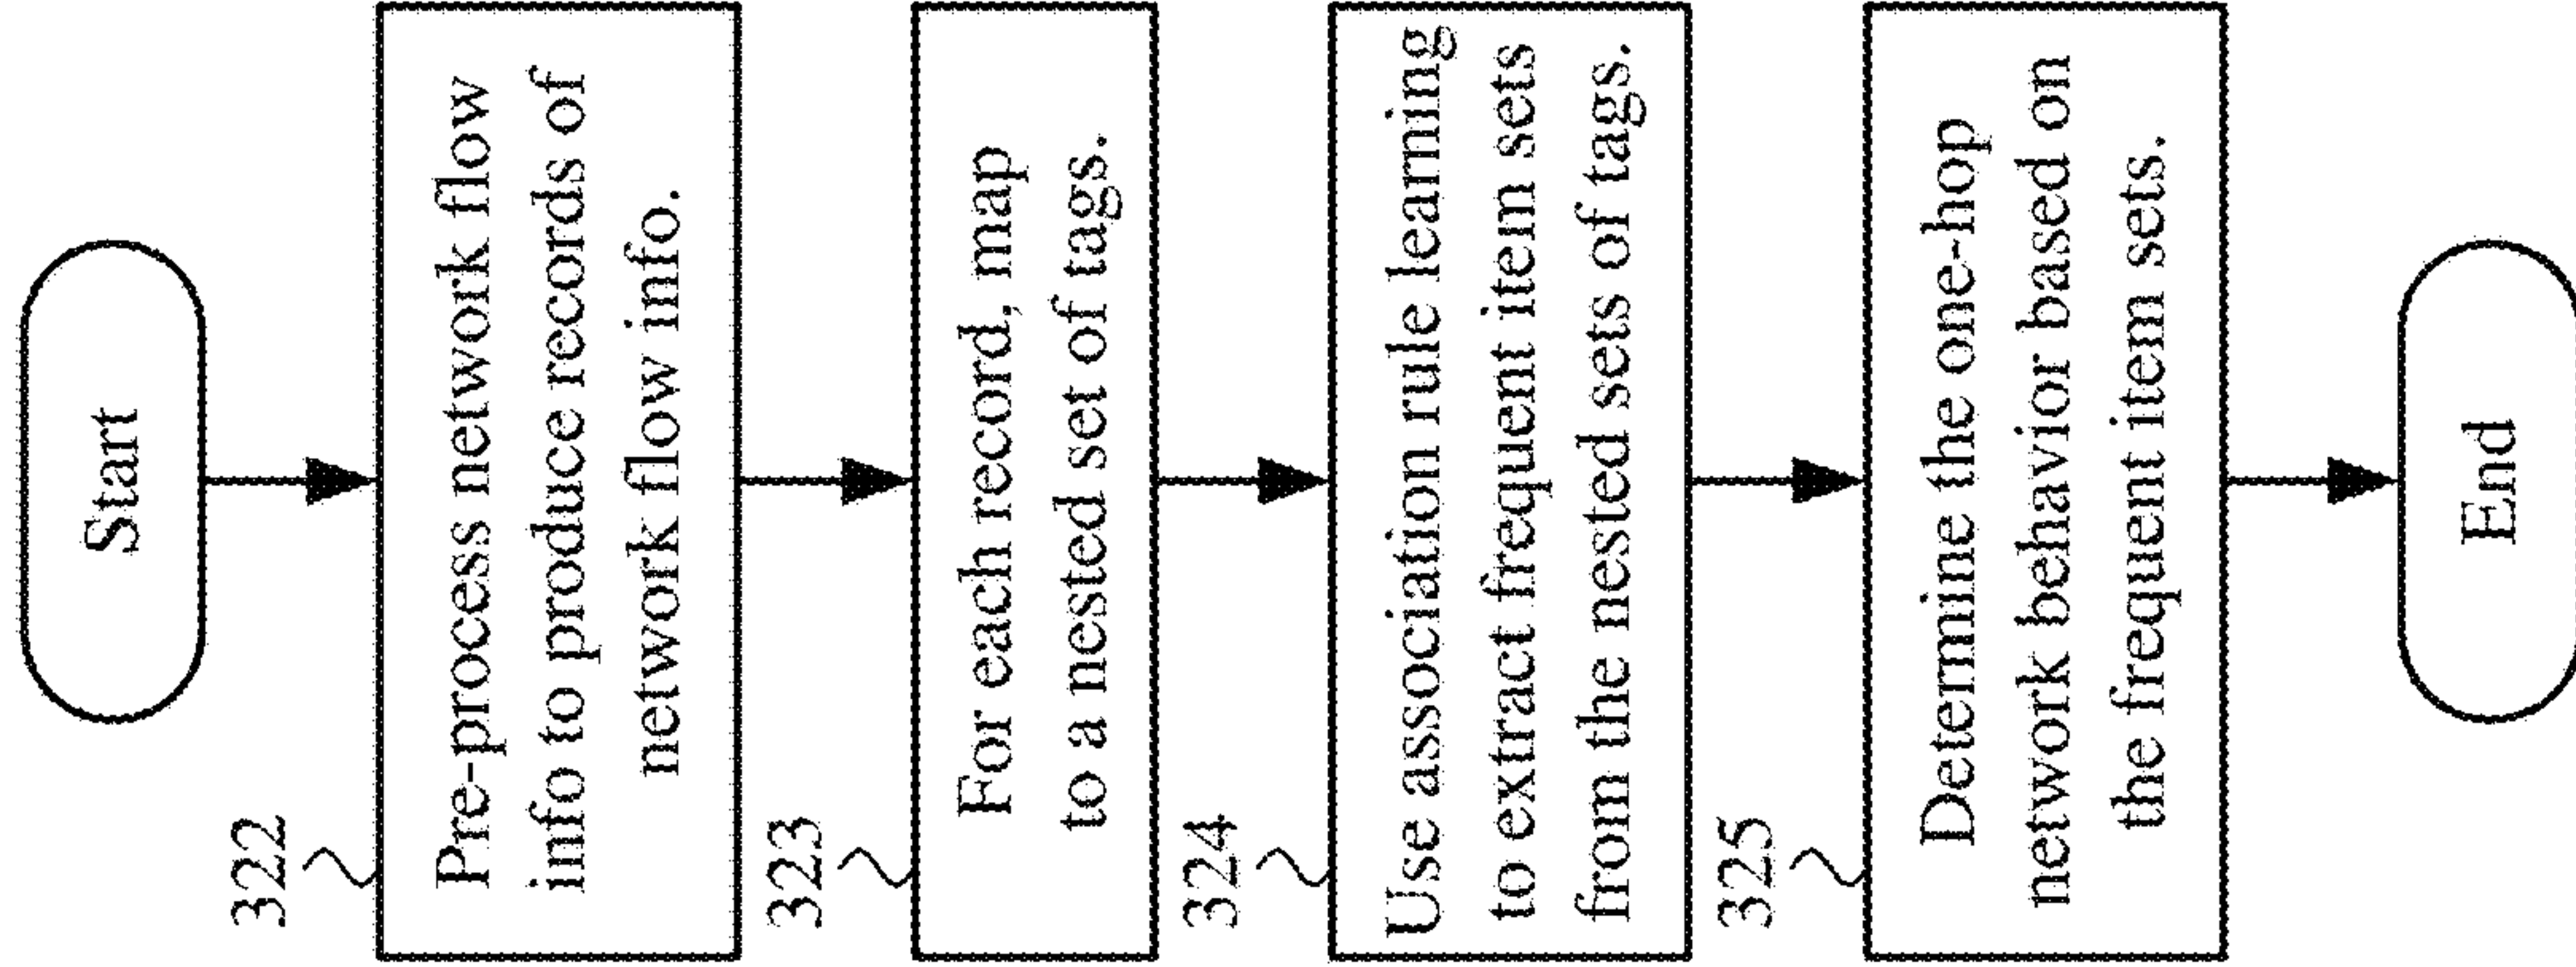 Start
322
Pre-process network flow
info to produce records of
network flow info.
323
For each record, map
to a nested set of tags.
324
Use association rule learning
to extract frequent item sets
from the nested sets of tags.
325
Determine the one-hop
network behavior based on
the frequent item sets.
End